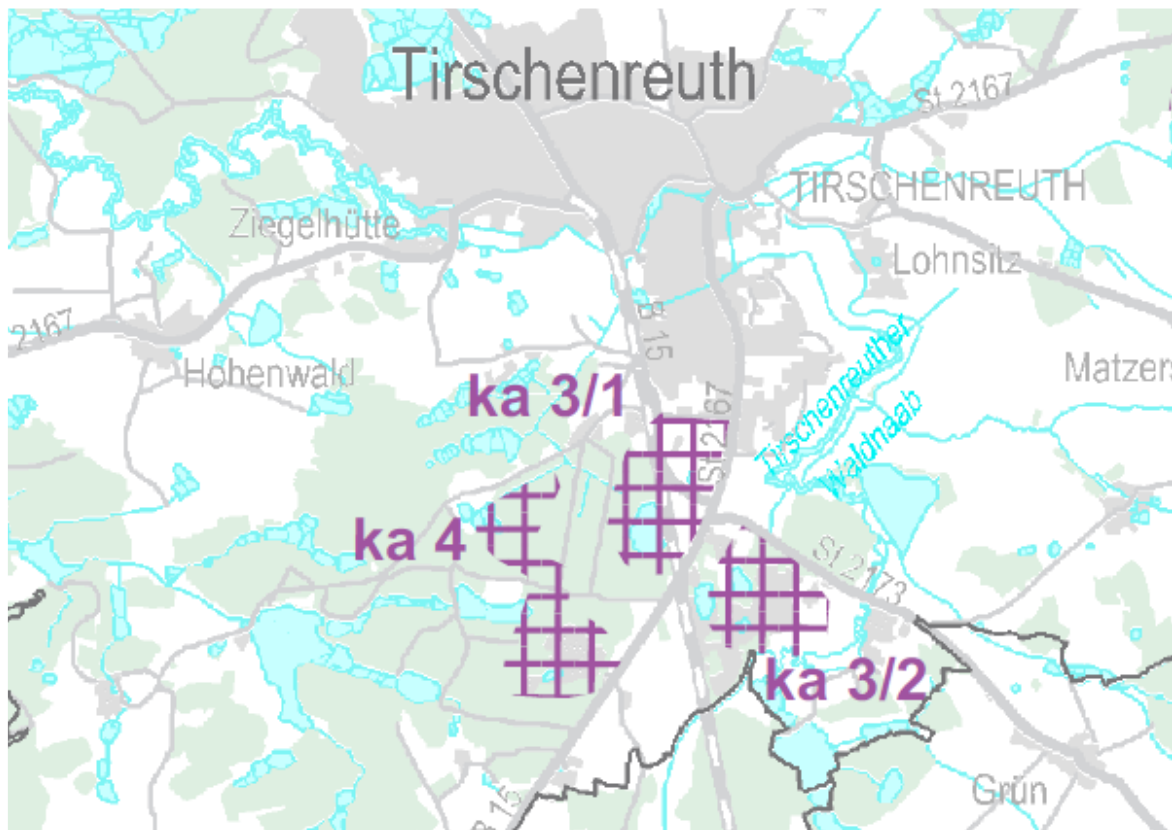 Tirschenreuth
St 2167
TIRSCHENREUTH
Ziegelhütte
Lohnsitz
2167
B 15
Hohenwald
Matzers
ka 3/1
St 2167
Tirschenreuther
Waldnaab
ka 4
St 2173
ka 3/2
Grün
B 15